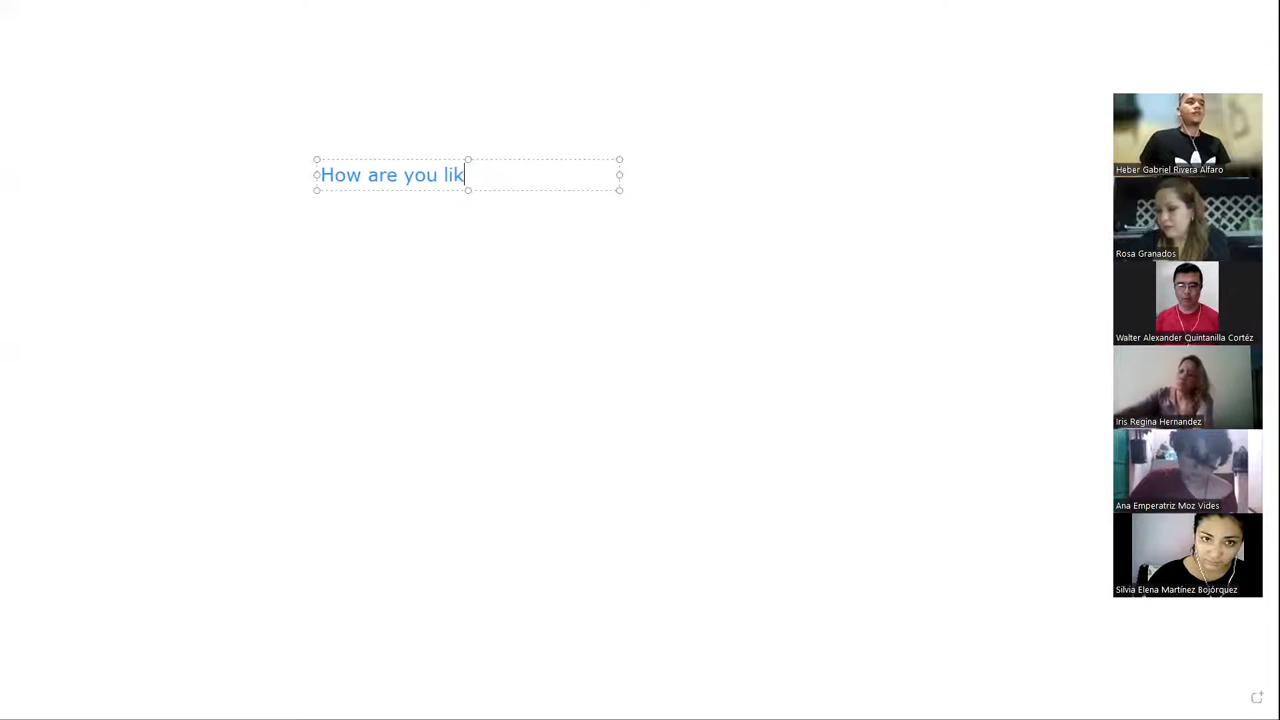 How are you lik
Heber Gabriel Rivera Alfaro
Rosa Granados
Walter Alexander Quintanilla Cortéz
Iris Regina Hernandez
Ana Emperatriz Moz Vides
Silvia Elena Martínez Bojórquez